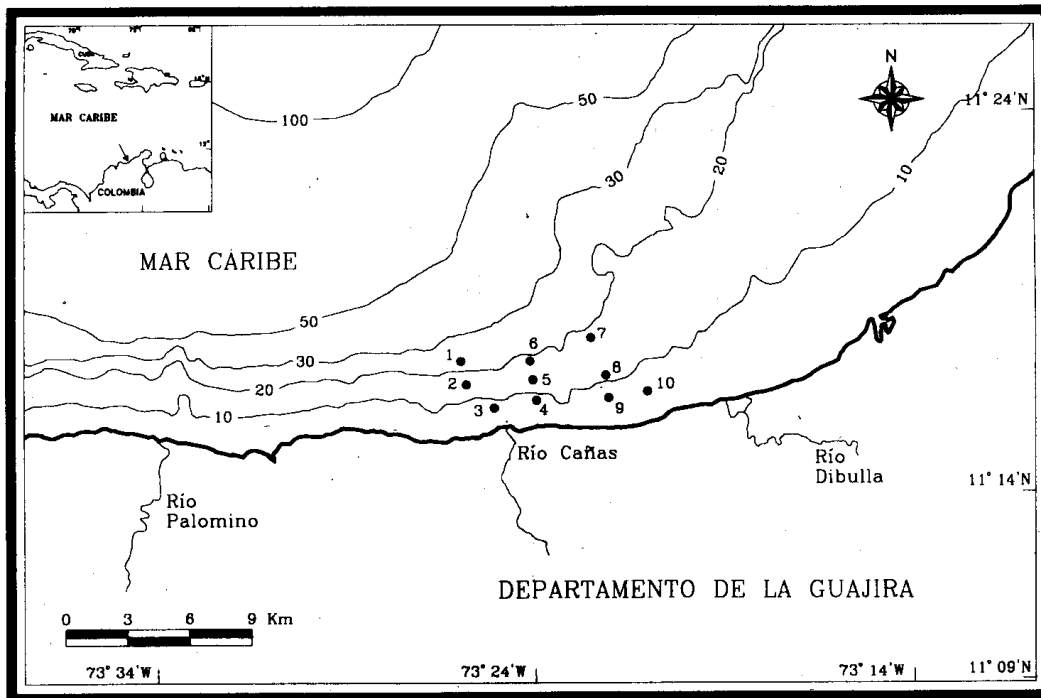 CUBA
MAR CARIBE
COLOMBIA
N
11° 24'N
100
50
30
20
10
MAR CARIBE
50
30
20
10
1
2
3
4
5
6
7
8
9
10
Río Cañas
Río
Dibulla
Río
Palomino
11° 14'N
DEPARTAMENTO DE LA GUAJIRA
0 3 6 9 Km
73° 34'W
73° 24'W
73° 14'W
11° 09'N